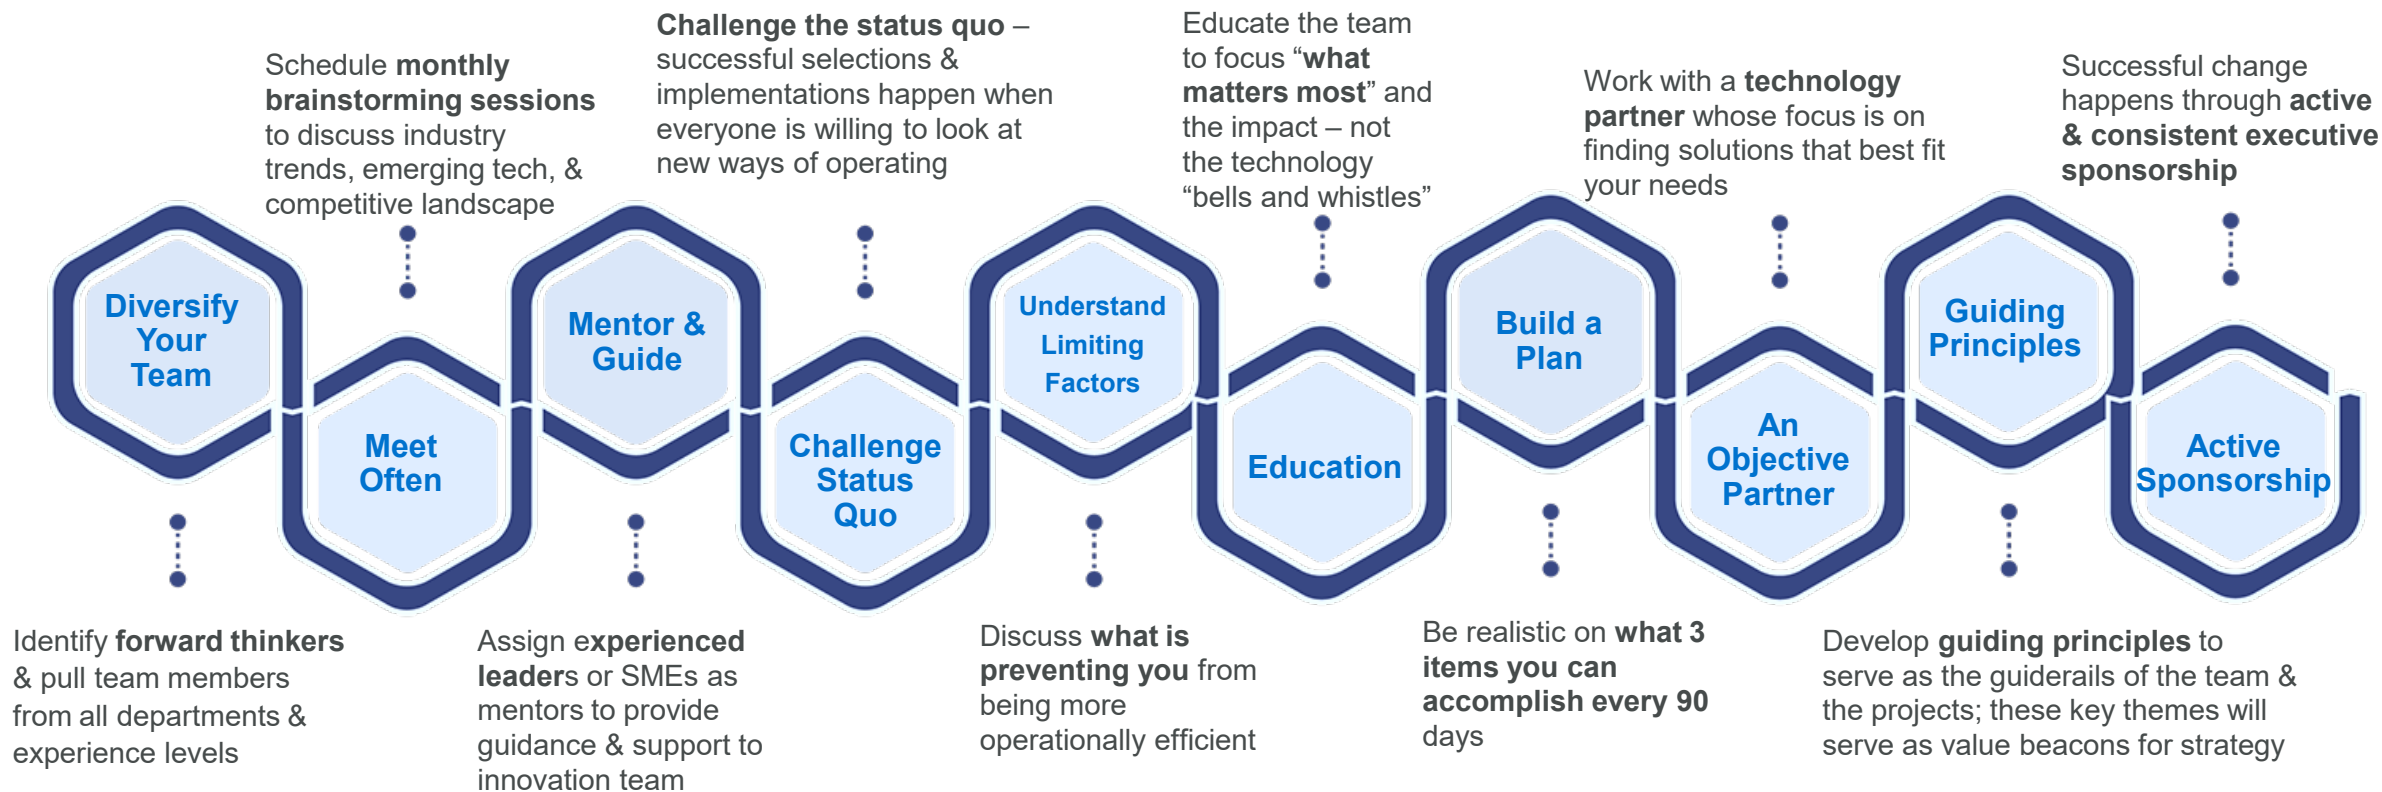 Diversify
Your
Team
Identify forward thinkers
& pull team members
from all departments &
experience levels
Schedule monthly
brainstorming sessions
to discuss industry
trends, emerging tech, &
competitive landscape
Meet
Often
Mentor &
Guide
Assign experienced
leaders or SMEs as
mentors to provide
guidance & support to
innovation team
Challenge the status quo –
successful selections &
implementations happen when
everyone is willing to look at
new ways of operating
Challenge
Status
Quo
Understand
Limiting
Factors
Discuss what is
preventing you from
being more
operationally efficient
Educate the team
to focus “what
matters most” and
the impact – not
the technology
“bells and whistles”
Education
Build a
Plan
Be realistic on what 3
items you can
accomplish every 90
days
Work with a technology
partner whose focus is on
finding solutions that best fit
your needs
An
Objective
Partner
Guiding
Principles
Develop guiding principles to
serve as the guiderails of the team &
the projects; these key themes will
serve as value beacons for strategy
Successful change
happens through active
& consistent executive
sponsorship
Active
Sponsorship